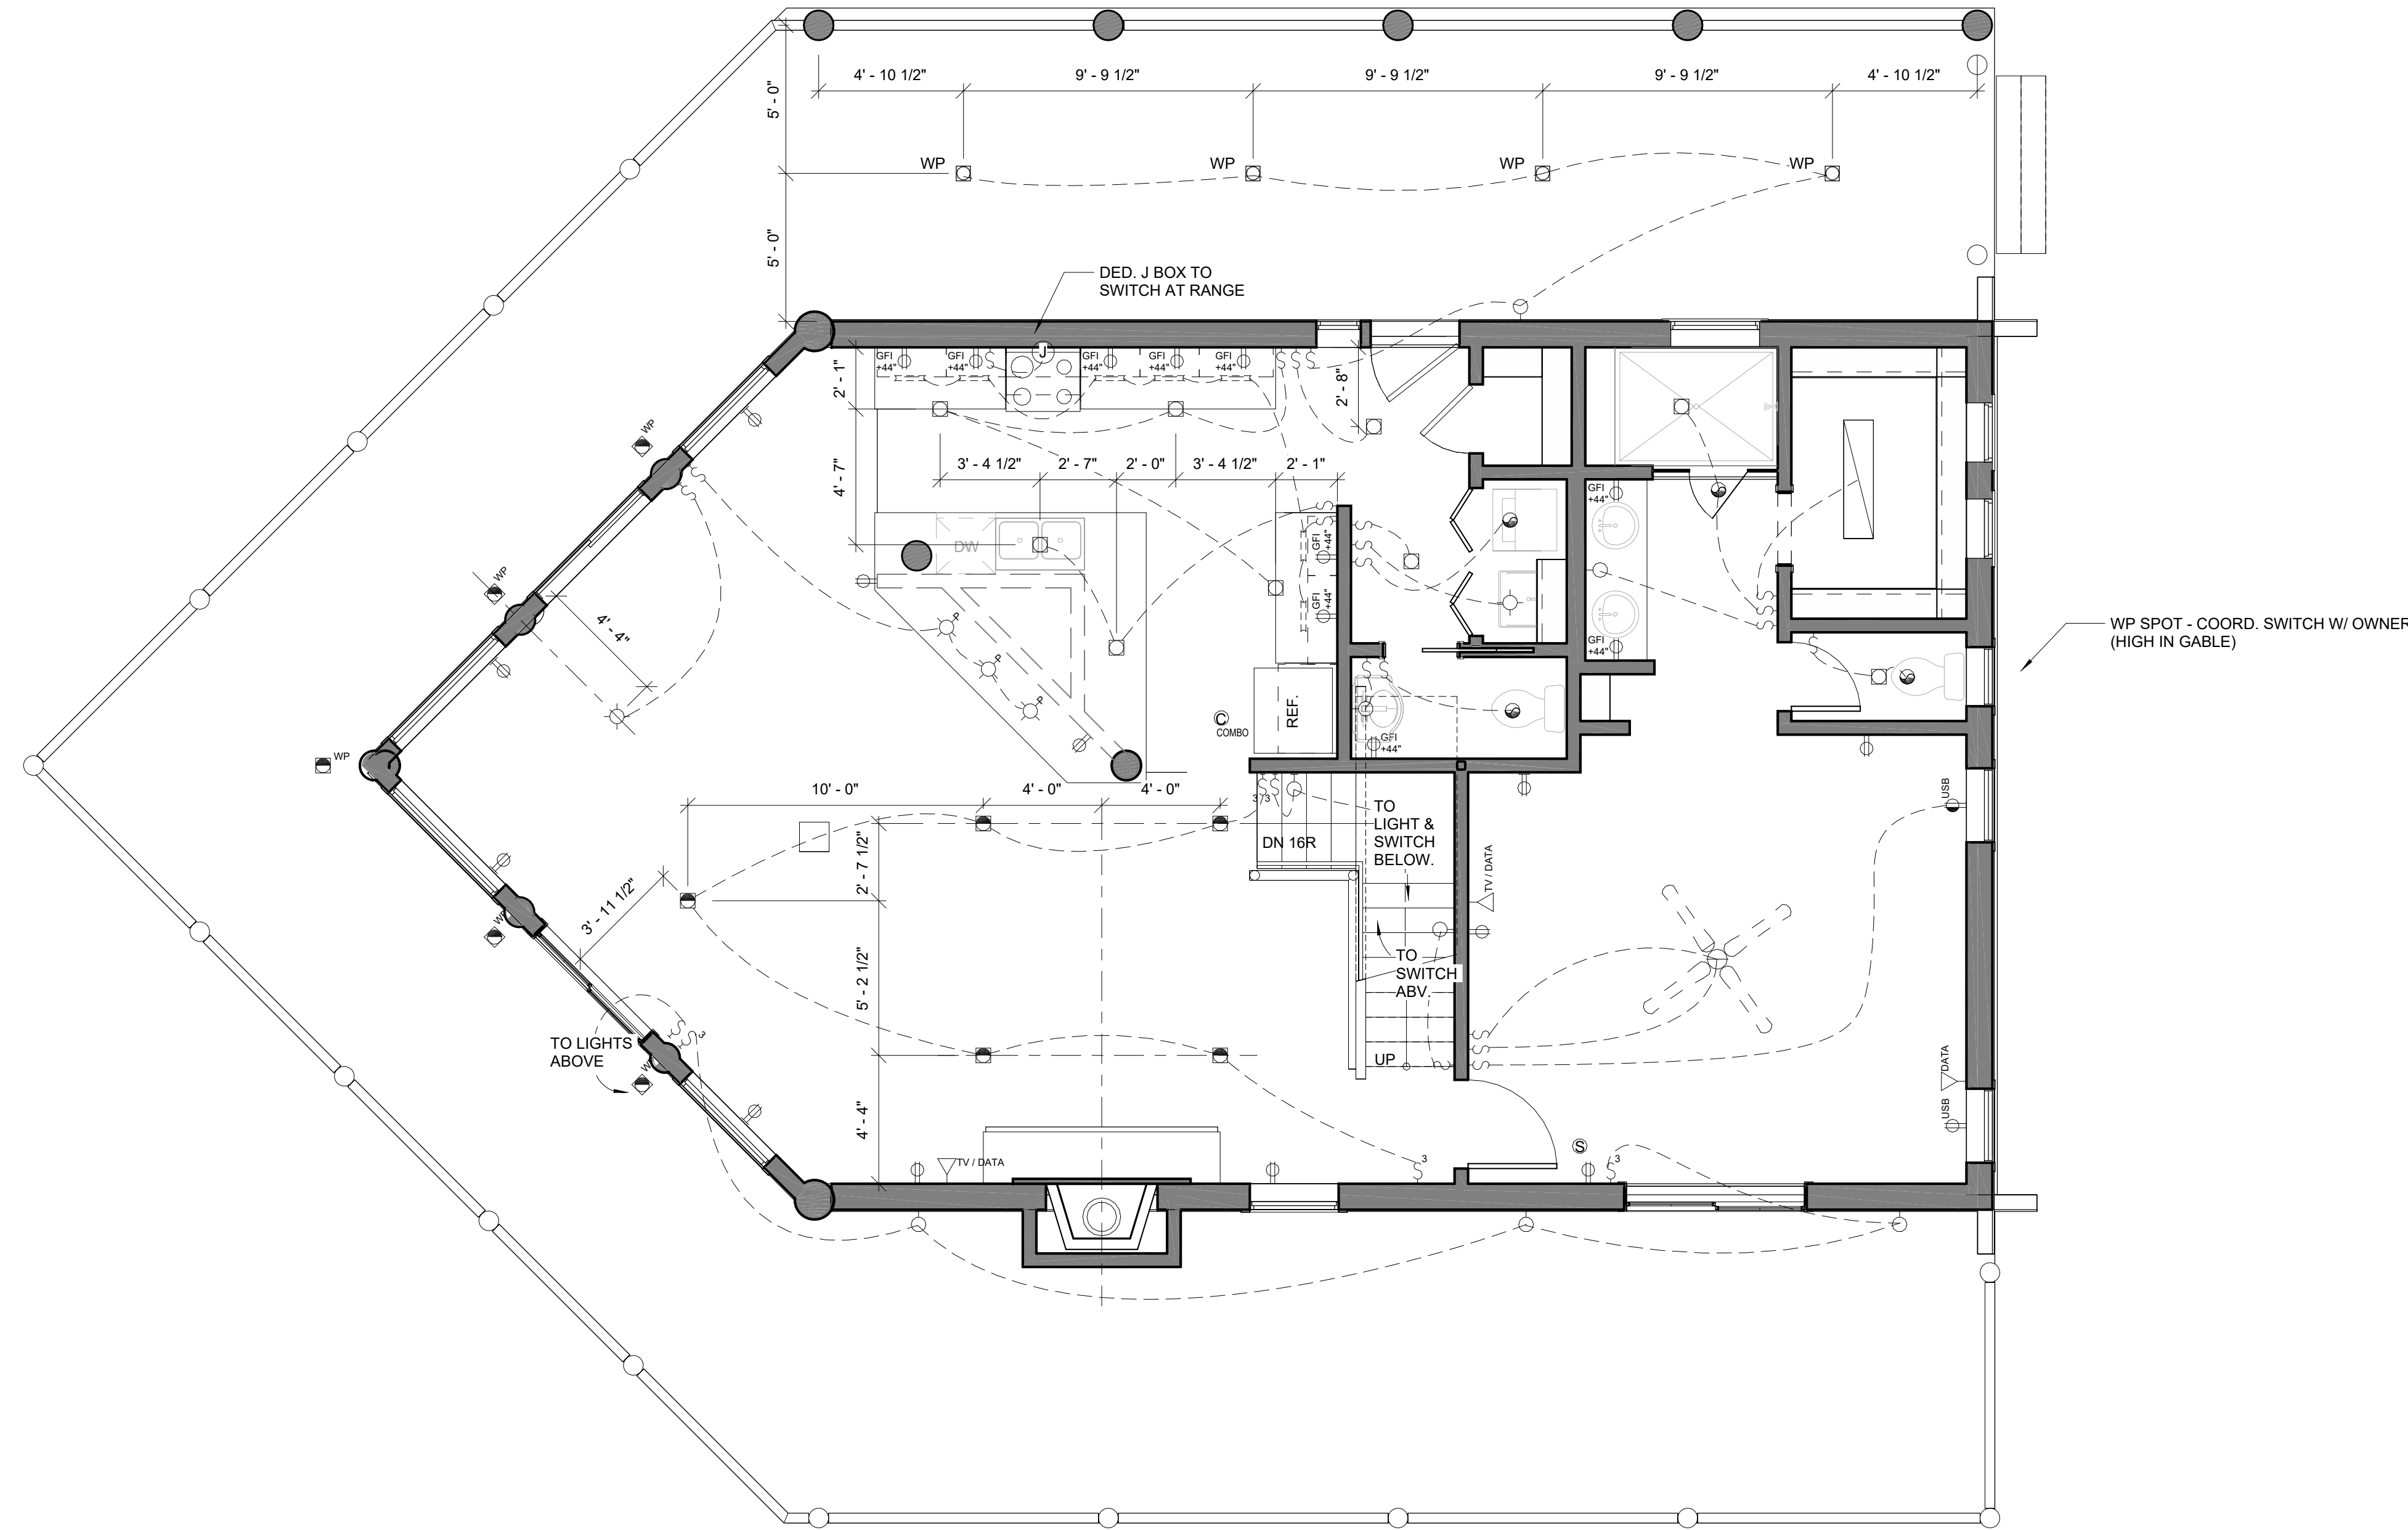 4' - 10 1/2"
9' - 9 1/2"
9' - 9 1/2"
9' - 9 1/2"
4' - 10 1/2"
5' - 0"
WP
WP
WP
WP
5' - 0"
DED. J BOX TO
SWITCH AT RANGE
J
GFI
+44"
GFI
+44"
GFI
+44"
GFI
+44"
GFI
+44"
2' - 1"
2' - 8"
WP
4' - 7"
3' - 4 1/2"
2' - 7"
2' - 0"
3' - 4 1/2"
2' - 1"
GFI
+44"
DW
GFI
+44"
WP
GFI
+44"
4' - 4"
P
P
P
GFI
+44"
WP SPOT - COORD. SWITCH W/ OWNER
(HIGH IN GABLE)
REF.
C
COMBO
GFI
+44"
WP
10' - 0"
4' - 0"
4' - 0"
3
3
TO
LIGHT &
SWITCH
BELOW.
USB
DN 16R
2' - 7 1/2"
TV / DATA
3' - 11 1/2"
WP
TO
SWITCH
ABV.
5' - 2 1/2"
3
TO LIGHTS
ABOVE
UP
DATA
USB
4' - 4"
S
TV / DATA
3
3